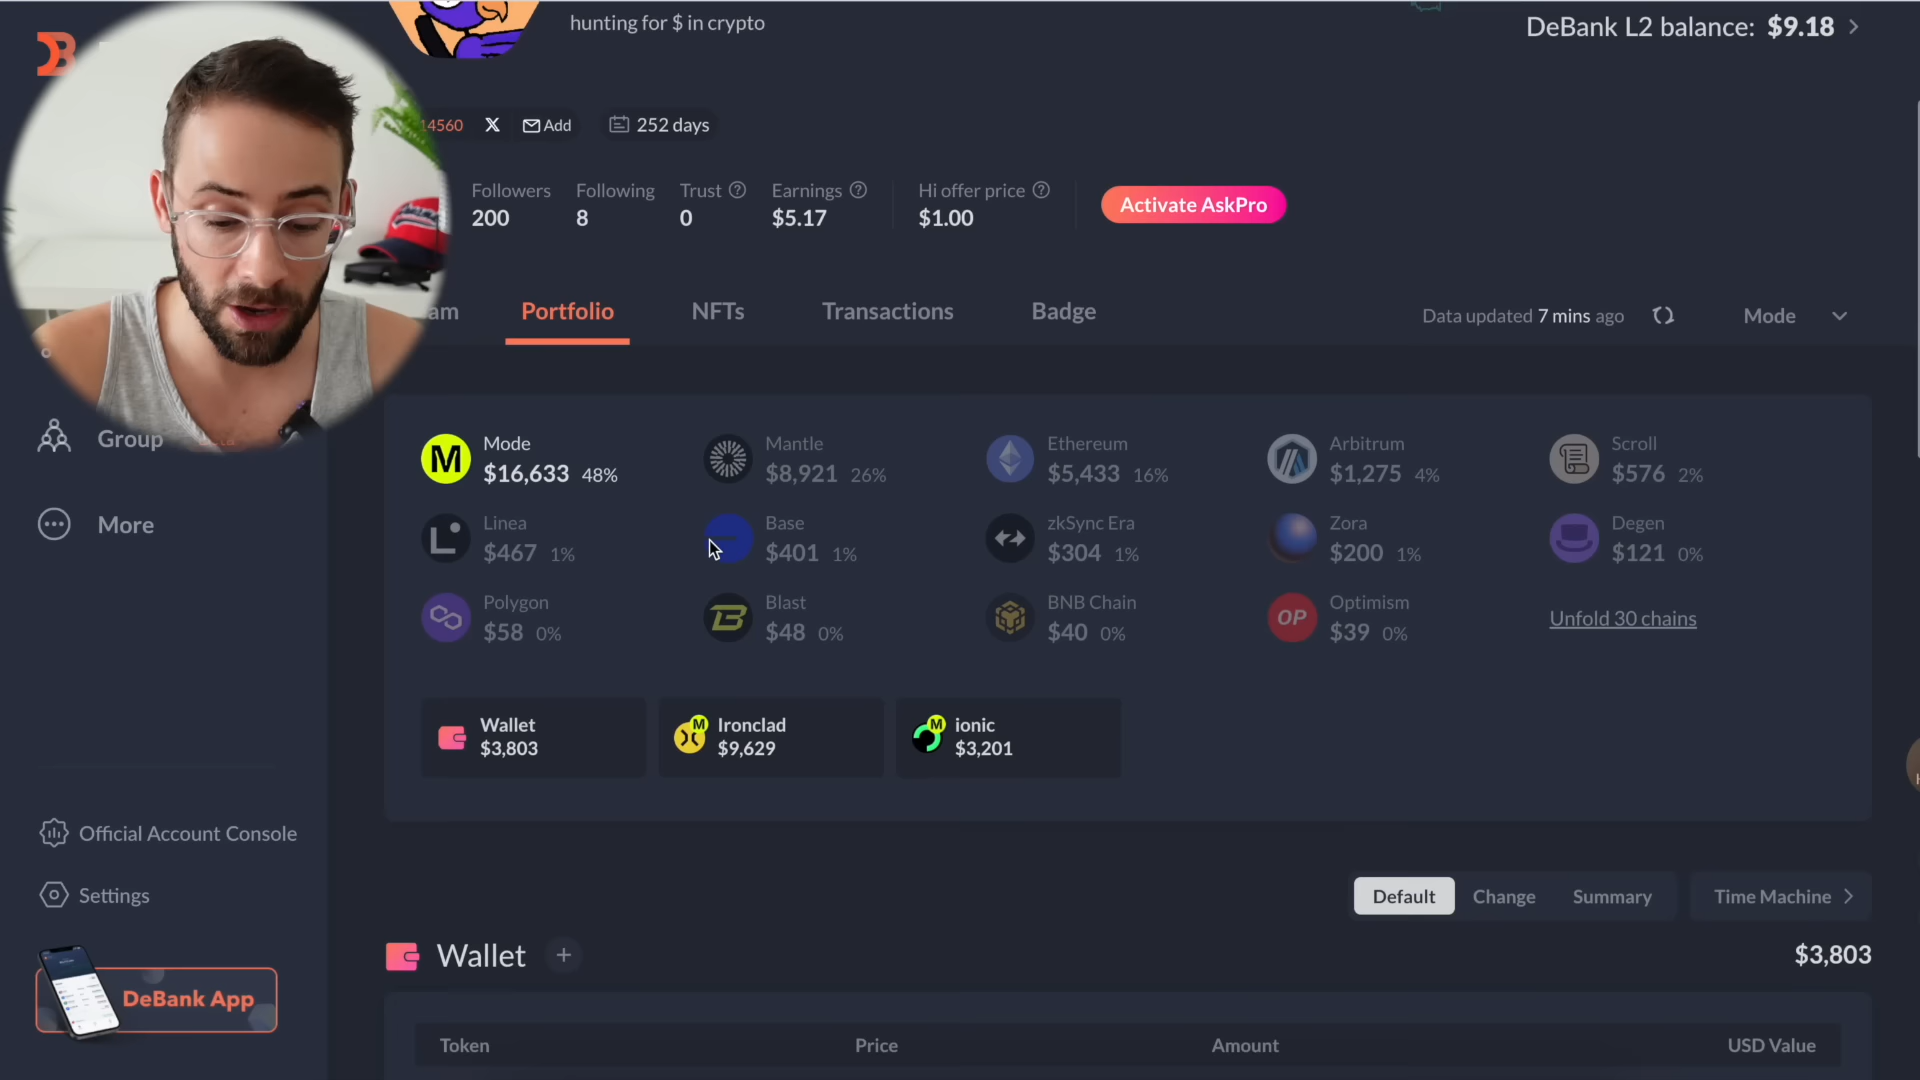 hunting for $ in crypto
DeBank L2 balance: $9.18
14560
X
Add
252 days
Followers
200
Following
8
Trust
0
Earnings
$5.17
Hi offer price
$1.00
Activate AskPro
am
Portfolio
NFTs
Transactions
Badge
Data updated 7 mins ago
Mode
M
Mode
$16,633 48%
Mantle
$8,921 26%
Ethereum
$5,433 16%
Arbitrum
$1,275 4%
Scroll
$576 2%
Linea
$467 1%
Base
$401 1%
zkSync Era
$304 1%
Zora
$200 1%
Degen
$121 0%
Polygon
$58 0%
Blast
$48 0%
BNB Chain
$40 0%
OP
Optimism
$39 0%
Unfold 30 chains
Wallet
$3,803
M
Ironclad
$9,629
M
ionic
$3,201
Group
More
Official Account Console
Settings
DeBank App
Default
Change
Summary
Time Machine
Wallet
$3,803
Token
Price
Amount
USD Value